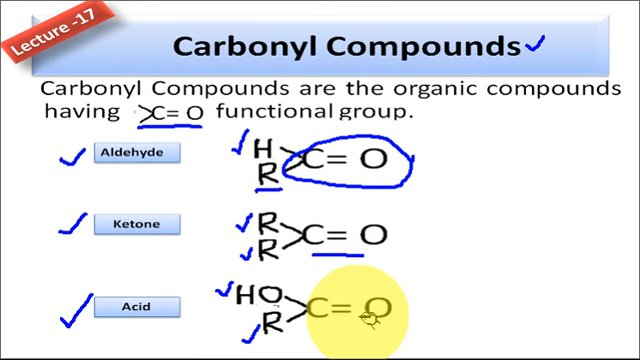 Lecture -17
Carbonyl Compounds
Carbonyl Compounds are the organic compounds
having >C= O functional group.
Aldehyde
H
R >C= O
Ketone
R
R >C= O
Acid
HO
R >C= O